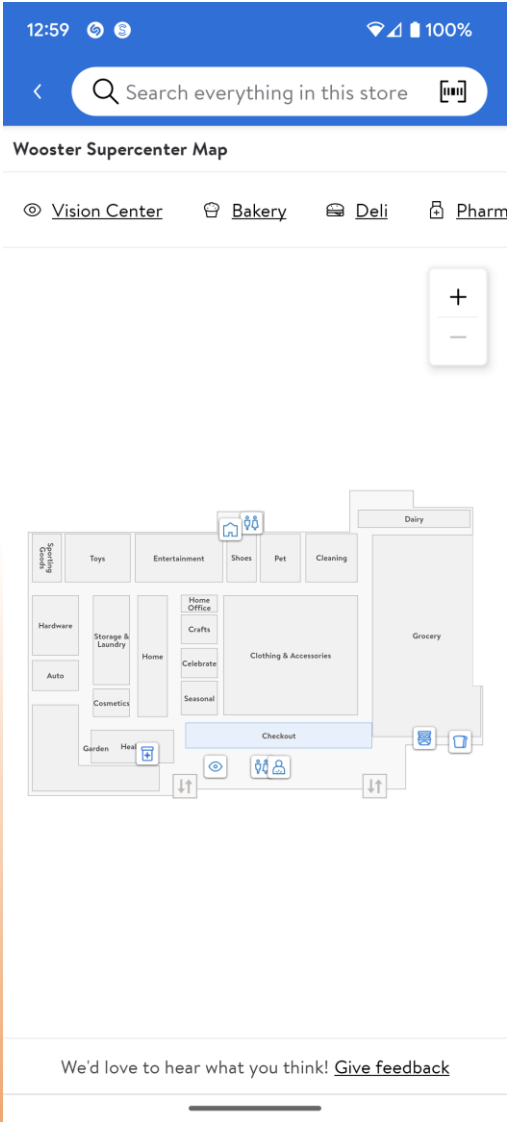 12:59
100%
Search everything in this store
Wooster Supercenter Map
Vision Center
Bakery
Deli
Pharm
+
−
Dairy
Sporting
Goods
Toys
Entertainment
Shoes
Pet
Cleaning
Home
Office
Hardware
Crafts
Storage &
Laundry
Grocery
Home
Clothing & Accessories
Celebrate
Auto
Seasonal
Cosmetics
Checkout
Garden
Heal
We'd love to hear what you think! Give feedback